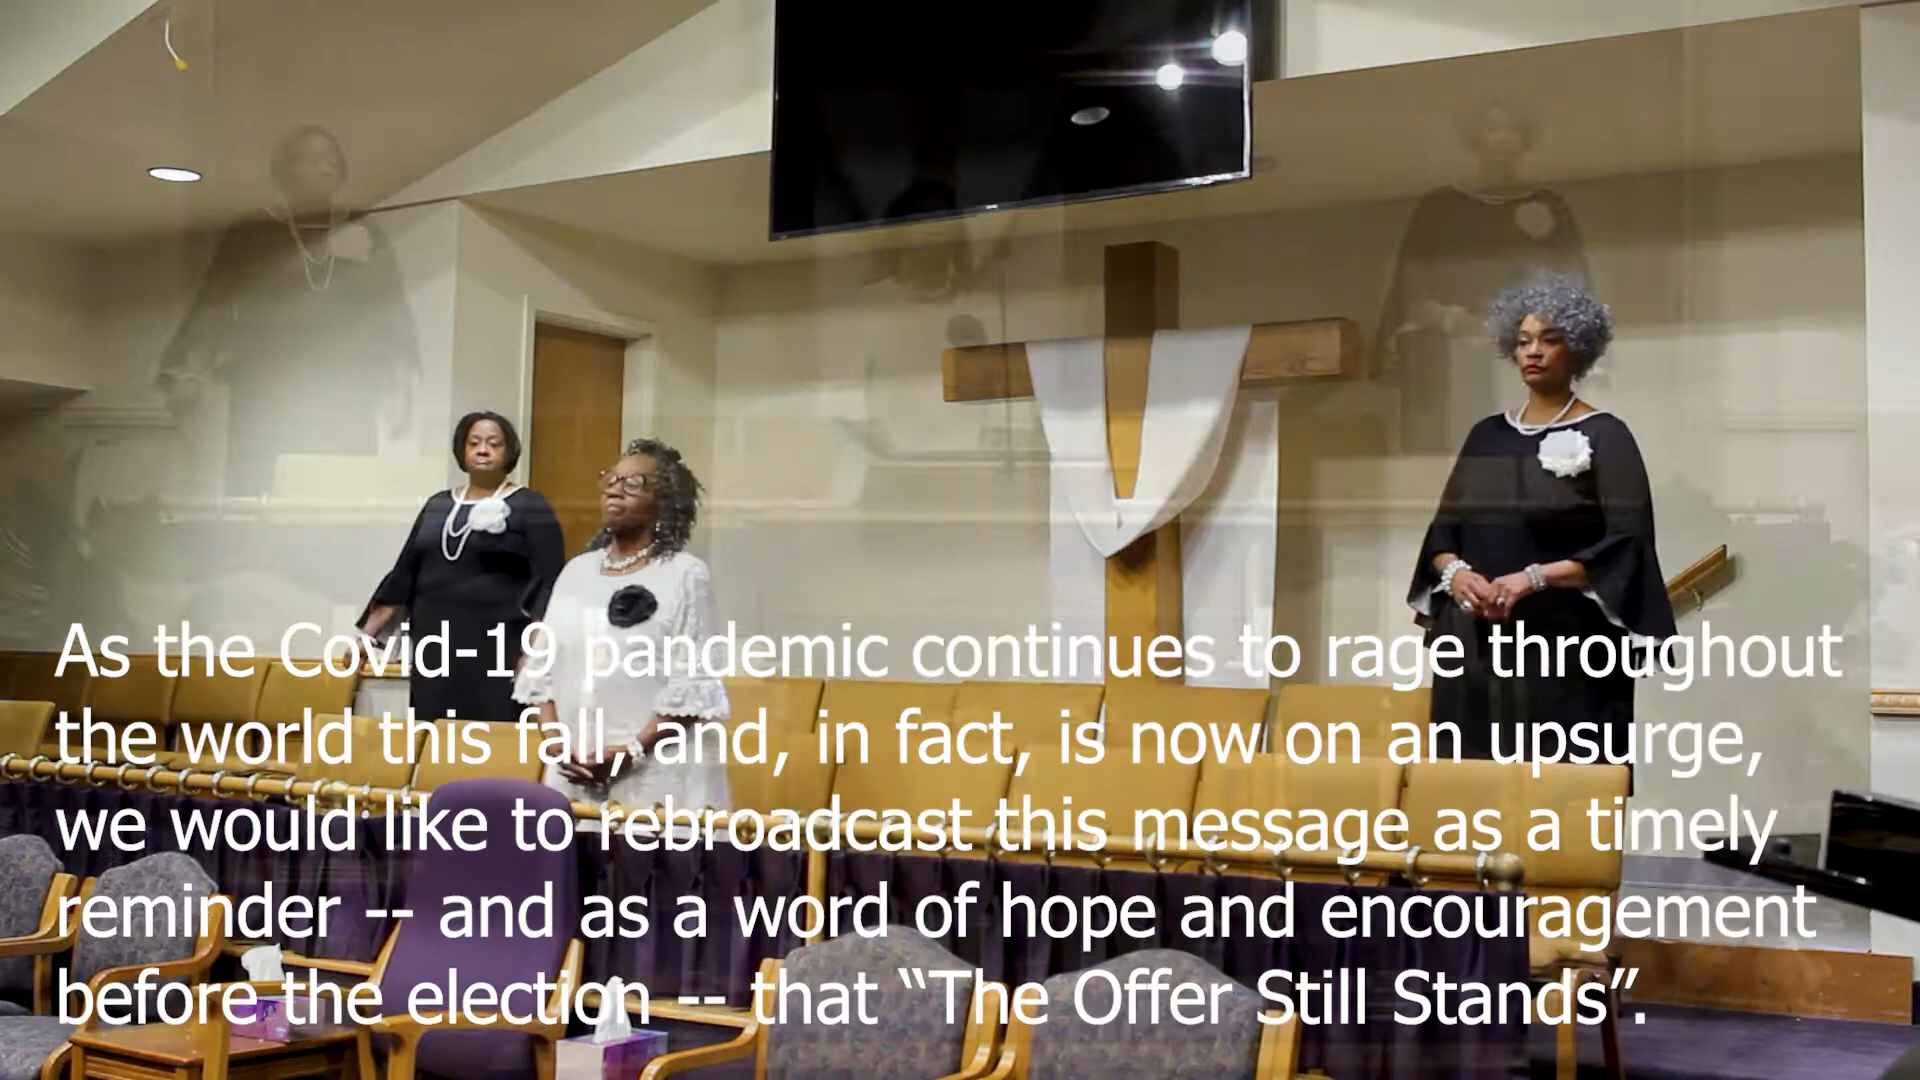 As the Covid-19 pandemic continues to rage throughout
the world this fall, and, in fact, is now on an upsurge,
we would like to rebroadcast this message as a timely
reminder -- and as a word of hope and encouragement
before the election -- that “The Offer Still Stands”.